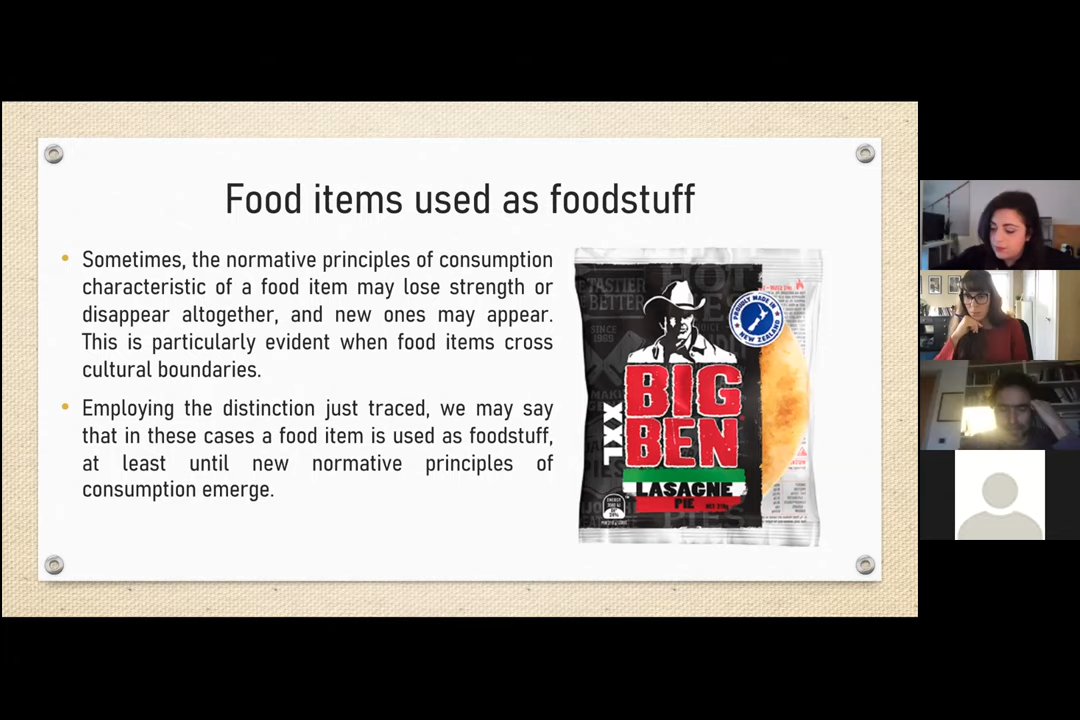 Food items used as foodstuff
• Sometimes, the normative principles of consumption
characteristic of a food item may lose strength or
disappear altogether, and new ones may appear.
This is particularly evident when food items cross
cultural boundaries.
• Employing the distinction just traced, we may say
that in these cases a food item is used as foodstuff,
at least until new normative principles of
consumption emerge.
TASTIER
BETTER
SINCE
1969
PROUDLY MADE IN
NEW ZEALAND
BIG
BEN
XXL
LASAGNE
PIE
PIES